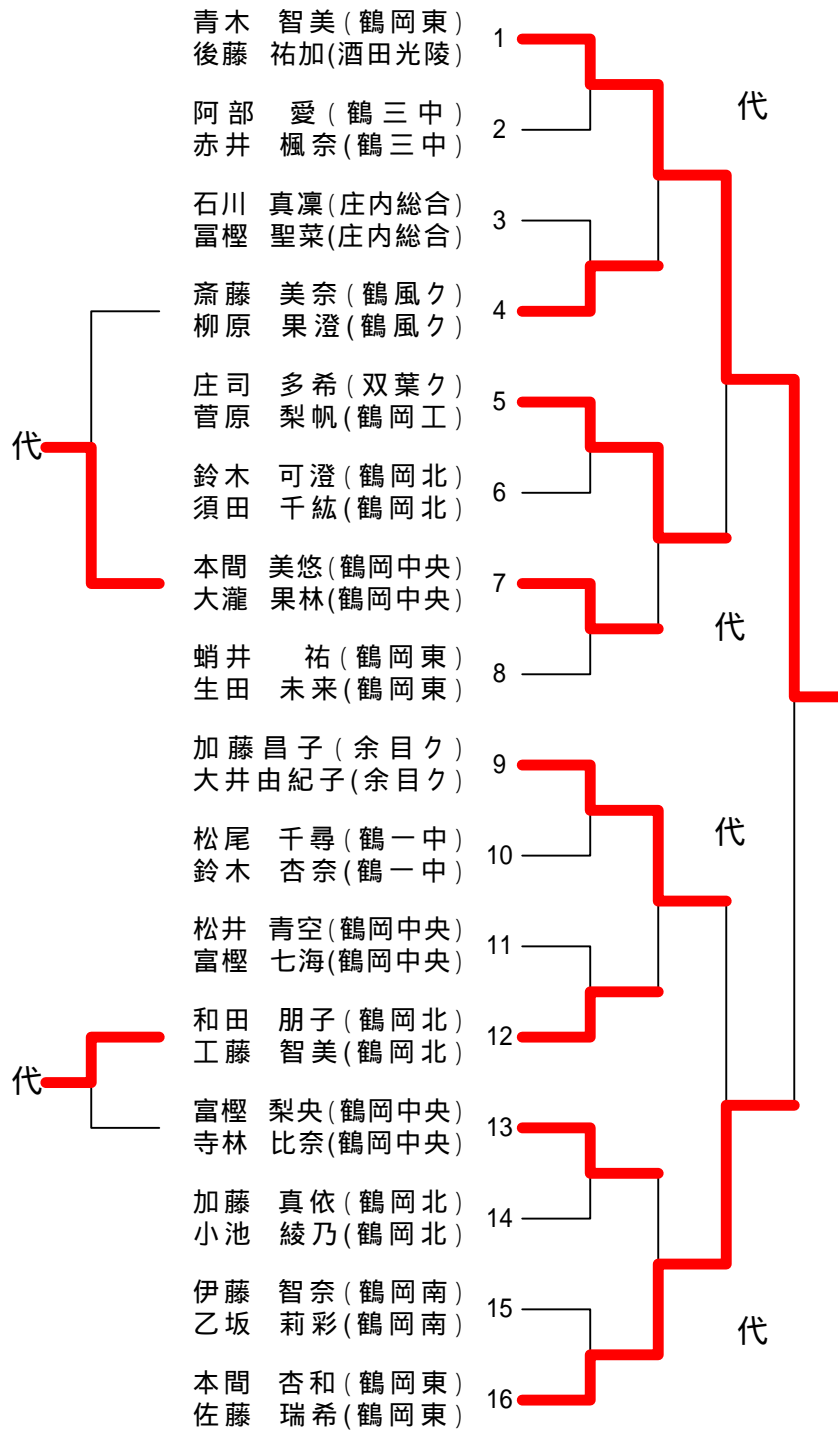 青木 智美(鶴岡東)
後藤 祐加(酒田光陵)
1
代
阿部 愛(鶴三中)
赤井 楓奈(鶴三中)
2
石川 真凜(庄内総合)
冨樫 聖菜(庄内総合)
3
斎藤 美奈(鶴風ク)
柳原 果澄(鶴風ク)
4
庄司 多希(双葉ク)
菅原 梨帆(鶴岡工)
5
代
鈴木 可澄(鶴岡北)
須田 千紘(鶴岡北)
6
本間 美悠(鶴岡中央)
大瀧 果林(鶴岡中央)
7
代
蛸井 祐(鶴岡東)
生田 未来(鶴岡東)
8
加藤昌子(余目ク)
大井由紀子(余目ク)
9
松尾 千尋(鶴一中)
鈴木 杏奈(鶴一中)
10
代
松井 青空(鶴岡中央)
富樫 七海(鶴岡中央)
11
和田 朋子(鶴岡北)
工藤 智美(鶴岡北)
12
代
富樫 梨央(鶴岡中央)
寺林 比奈(鶴岡中央)
13
加藤 真依(鶴岡北)
小池 綾乃(鶴岡北)
14
伊藤 智奈(鶴岡南)
乙坂 莉彩(鶴岡南)
15
代
本間 杏和(鶴岡東)
佐藤 瑞希(鶴岡東)
16